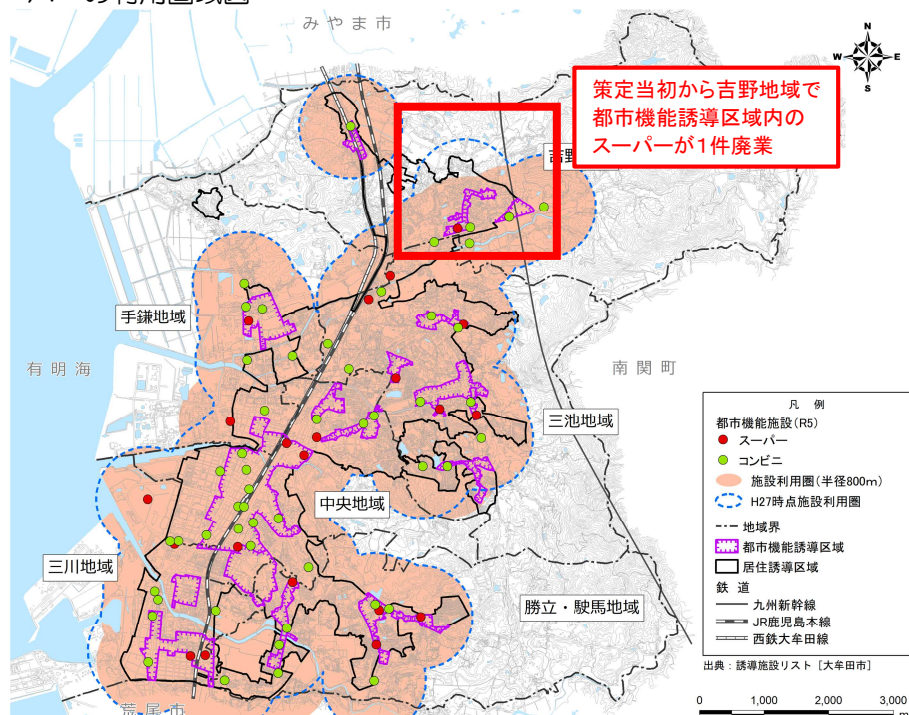 みやま市
N
W
E
S
策定当初から吉野地域で
都市機能誘導区域内の
スーパーが1件廃業
吉野
手鎌地域
有明海
南関町
三池地域
中央地域
三川地域
勝立・駛馬地域
荒尾市
凡 例
都市機能施設(R5)
スーパー
コンビニ
施設利用圏(半径800m)
H27時点施設利用圏
地域界
都市機能誘導区域
居住誘導区域
鉄 道
九州新幹線
JR鹿児島本線
西鉄大牟田線
出典：誘導施設リスト［大牟田市］
0 1,000 2,000 3,000
m